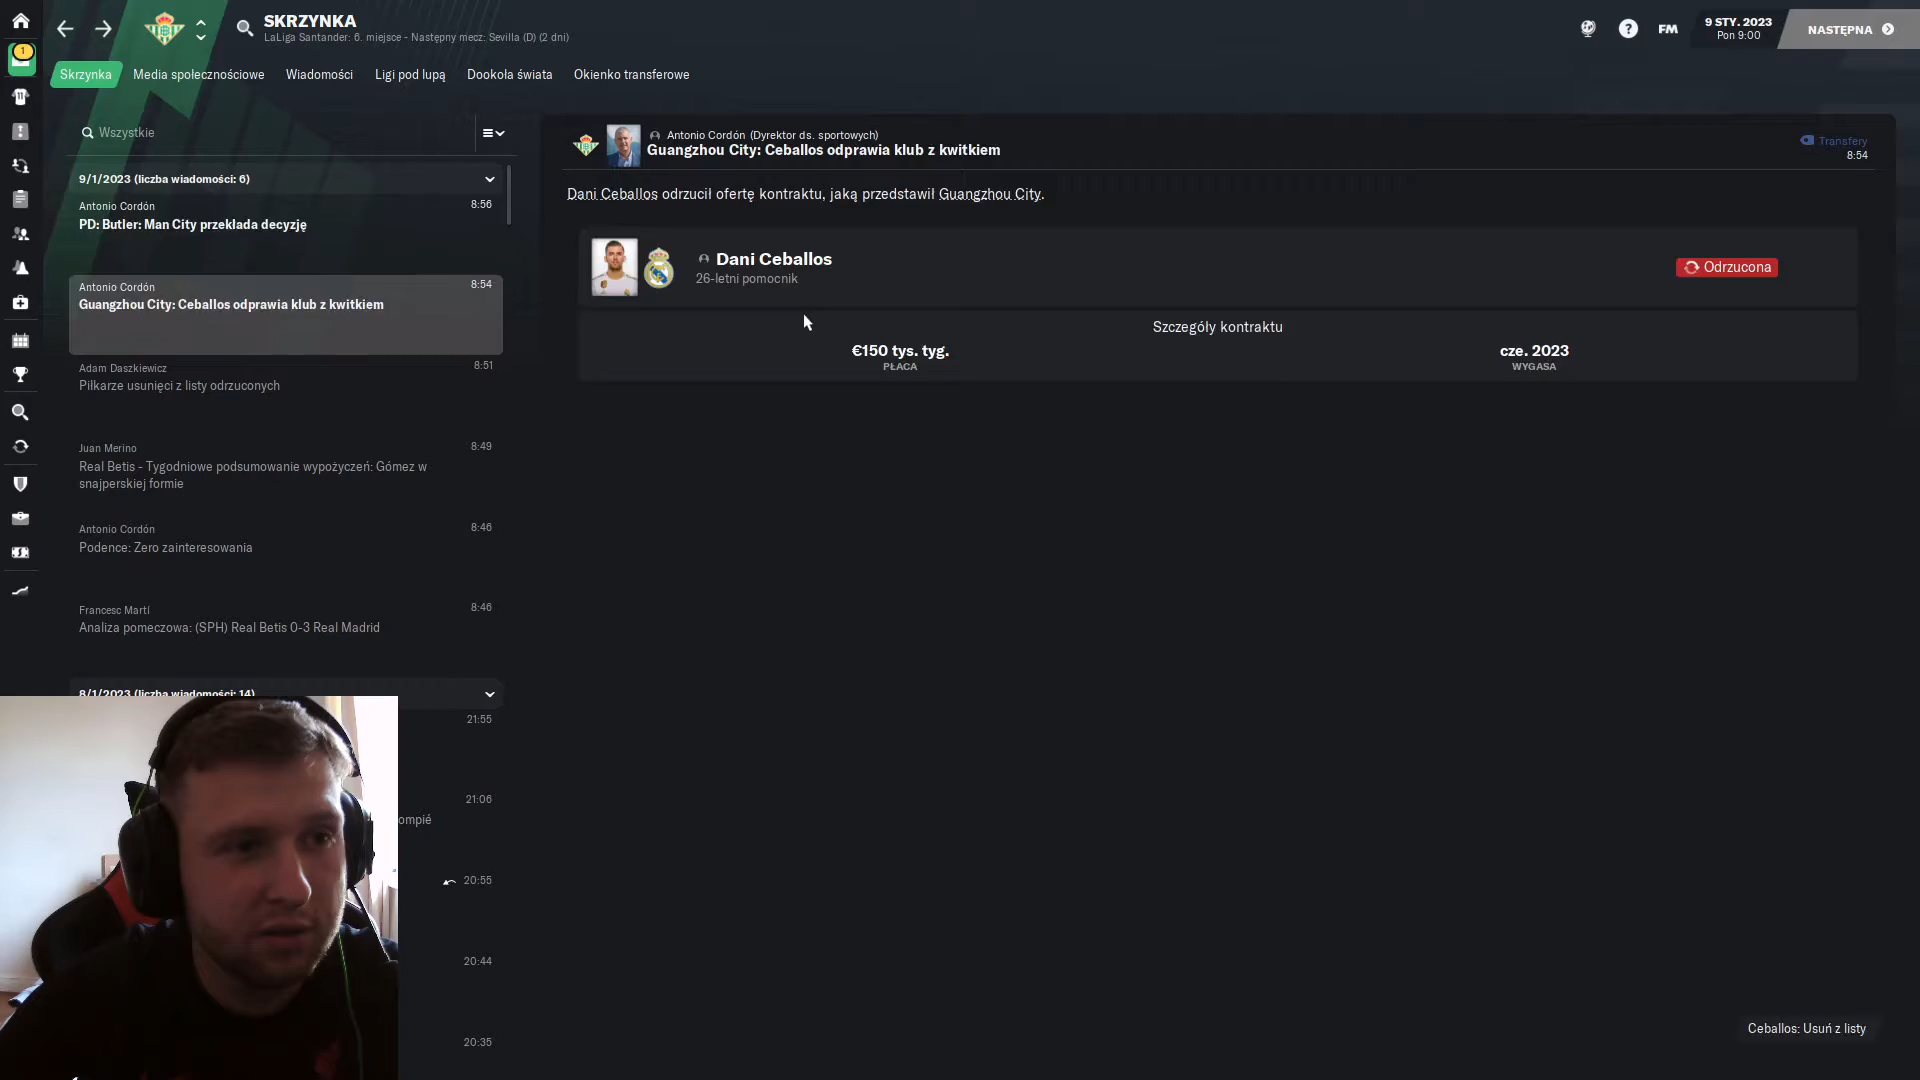 SKRZYNKA
LaLiga Santander: 6. miejsce - Następny mecz: Sevilla (D) (2 dni)
FM
9 STY. 2023
Pon 9:00
NASTĘPNA
1
Skrzynka
Media społecznościowe
Wiadomości
Ligi pod lupą
Dookoła świata
Okienko transferowe
Wszystkie
9/1/2023 (liczba wiadomości: 6)
Antonio Cordón
8:56
PD: Butler: Man City przekłada decyzję
Antonio Cordón
8:54
Guangzhou City: Ceballos odprawia klub z kwitkiem
Adam Daszkiewicz
8:51
Piłkarze usunięci z listy odrzuconych
Juan Merino
8:49
Real Betis - Tygodniowe podsumowanie wypożyczeń: Gómez w
snajperskiej formie
Antonio Cordón
8:46
Podence: Zero zainteresowania
Francesc Martí
8:46
Analiza pomeczowa: (SPH) Real Betis 0-3 Real Madrid
8/1/2023 (liczba wiadomości: 14)
21:55
21:06
ompié
20:55
20:44
20:35
Antonio Cordón (Dyrektor ds. sportowych)
Guangzhou City: Ceballos odprawia klub z kwitkiem
Transfery
8:54
Dani Ceballos odrzucił ofertę kontraktu, jaką przedstawił Guangzhou City.
Dani Ceballos
26-letni pomocnik
Odrzucona
Szczegóły kontraktu
€150 tys. tyg.
PŁACA
cze. 2023
WYGASA
Ceballos: Usuń z listy